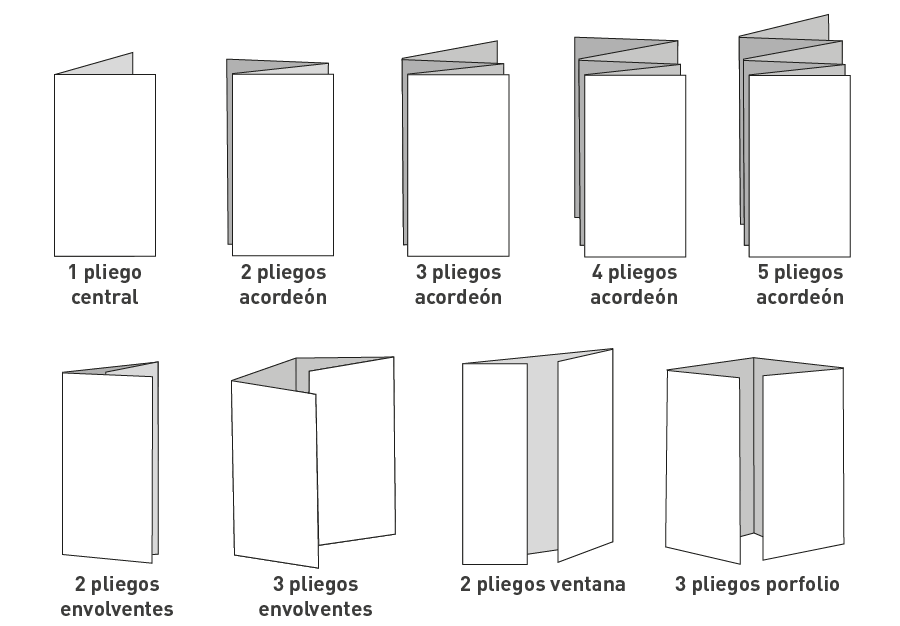 1 pliego
central
2 pliegos
acordeón
3 pliegos
acordeón
4 pliegos
acordeón
5 pliegos
acordeón
2 pliegos
envolventes
3 pliegos
envolventes
2 pliegos ventana
3 pliegos porfolio